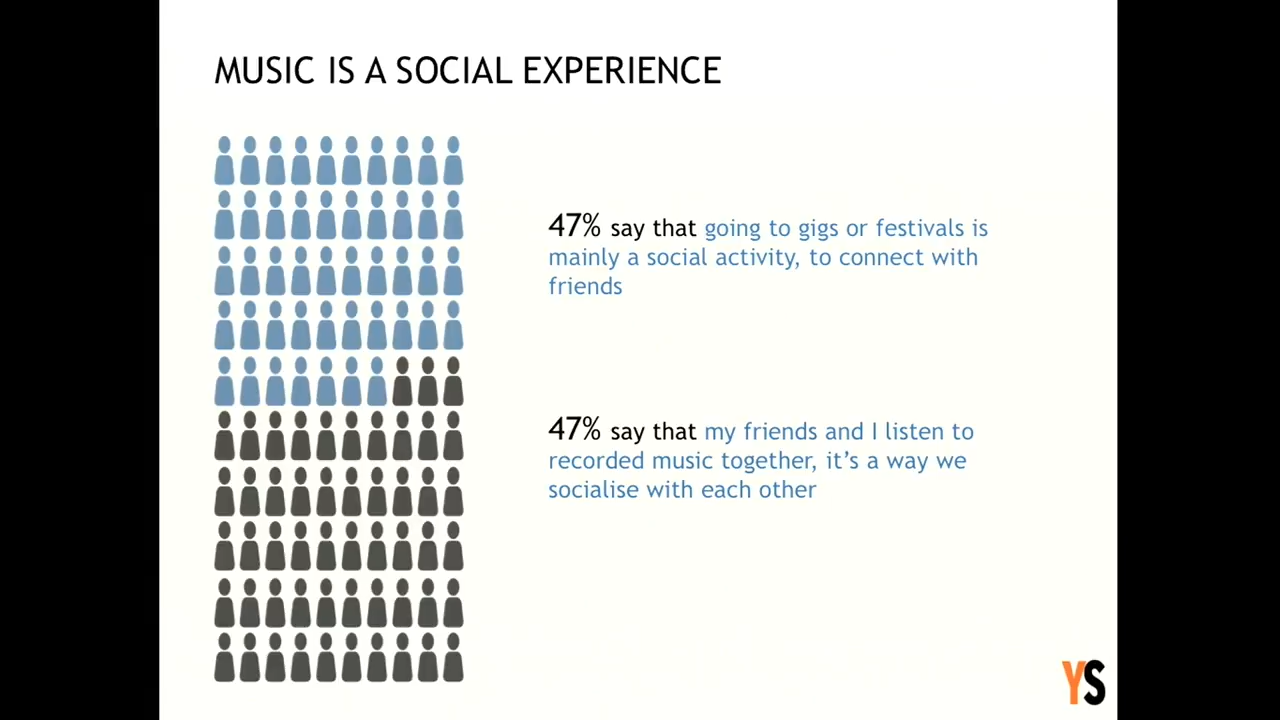 MUSIC IS A SOCIAL EXPERIENCE
47% say that going to gigs or festivals is
mainly a social activity, to connect with
friends
47% say that my friends and I listen to
recorded music together, it’s a way we
socialise with each other
YS